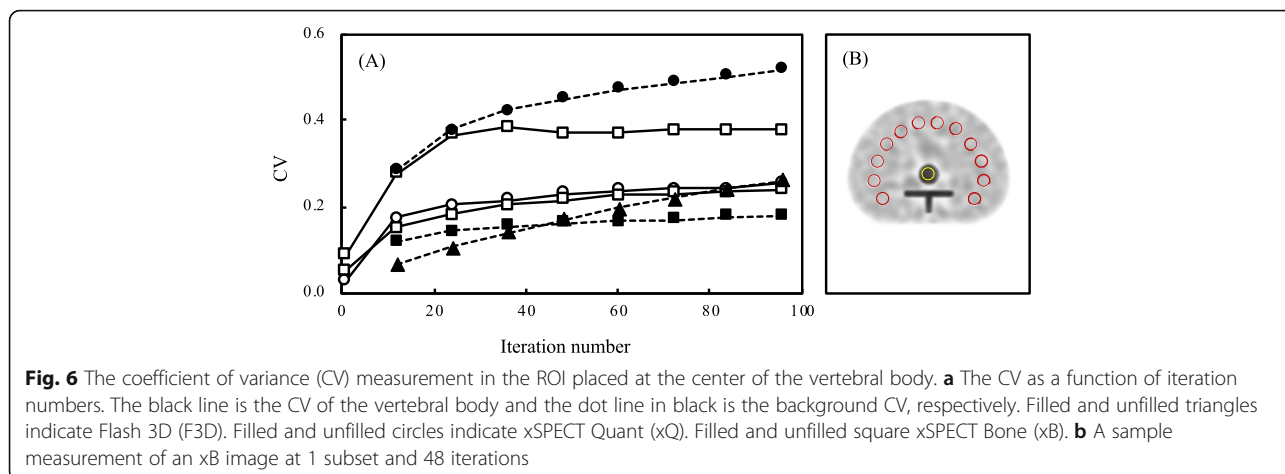 0.6
(A)
(B)
0.4
CV
0.2
0.0
0 20 40 60 80 100
Iteration number
Fig. 6 The coefficient of variance (CV) measurement in the ROI placed at the center of the vertebral body. a The CV as a function of iteration
numbers. The black line is the CV of the vertebral body and the dot line in black is the background CV, respectively. Filled and unfilled triangles
indicate Flash 3D (F3D). Filled and unfilled circles indicate xSPECT Quant (xQ). Filled and unfilled square xSPECT Bone (xB). b A sample
measurement of an xB image at 1 subset and 48 iterations